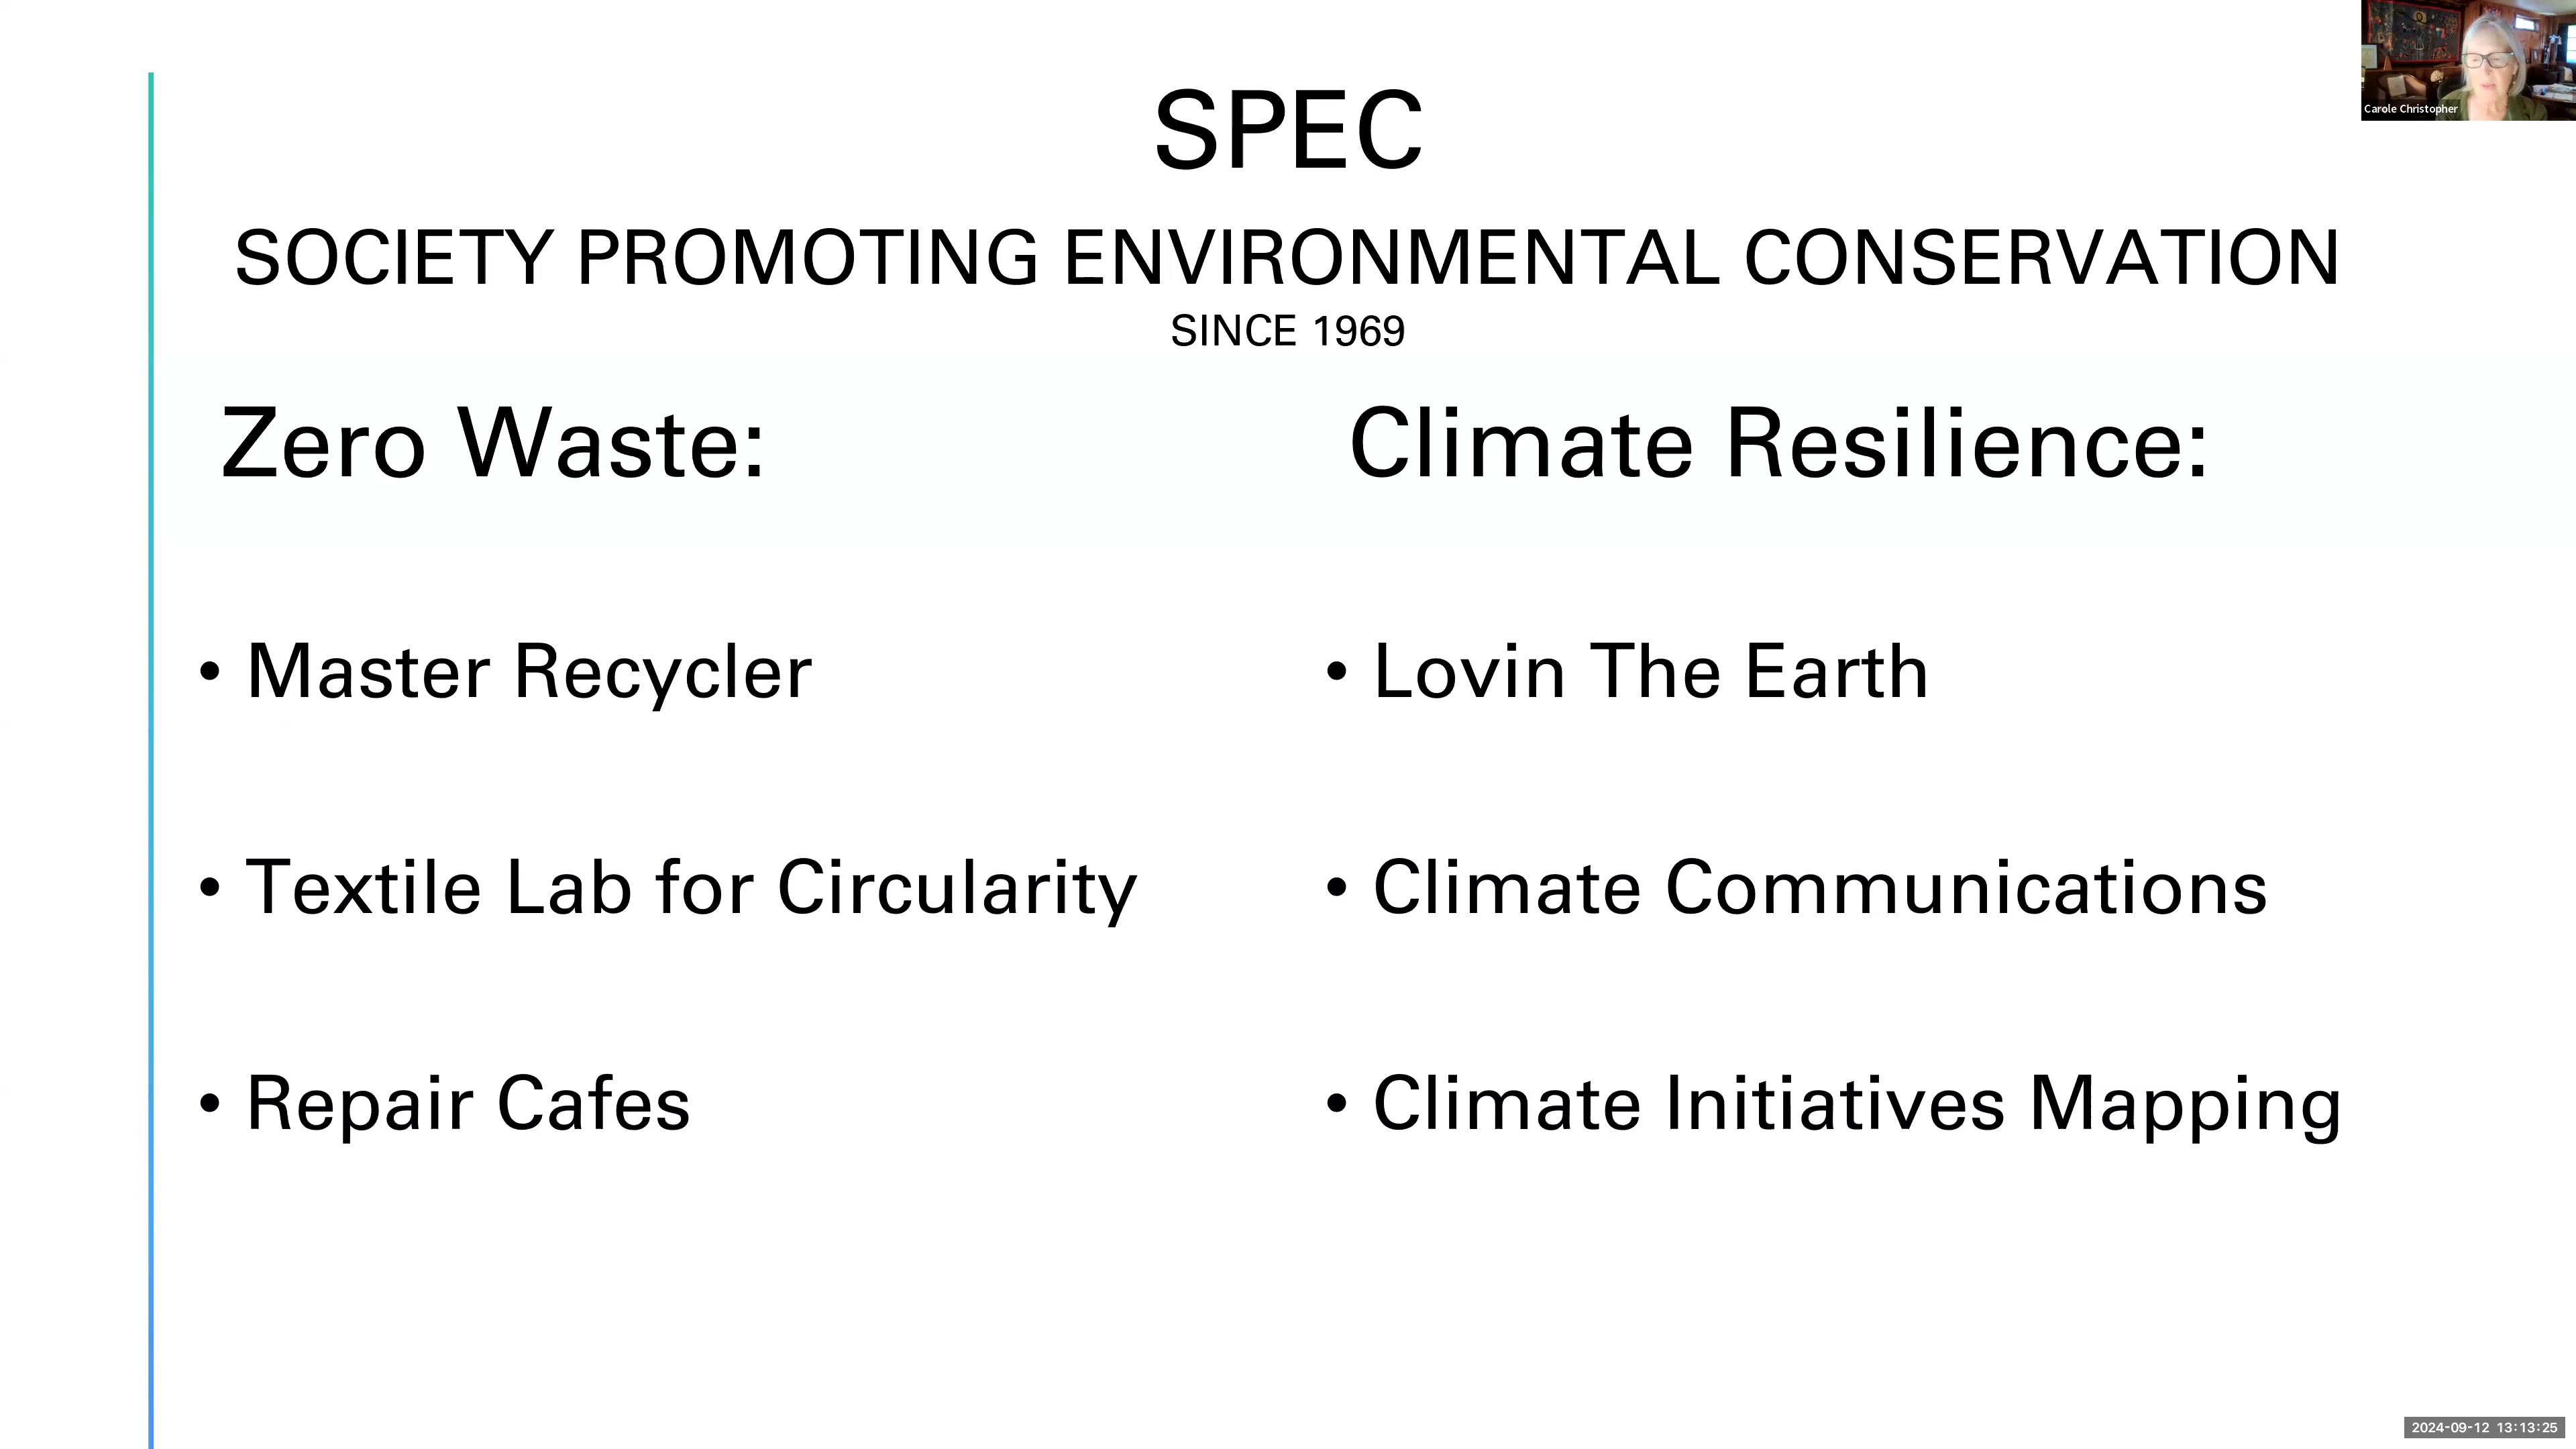 SPEC
SOCIETY PROMOTING ENVIRONMENTAL CONSERVATION
SINCE 1969
Carole Christopher
Zero Waste:
• Master Recycler
• Textile Lab for Circularity
• Repair Cafes
Climate Resilience:
• Lovin The Earth
• Climate Communications
• Climate Initiatives Mapping
2024-09-12 13:13:25